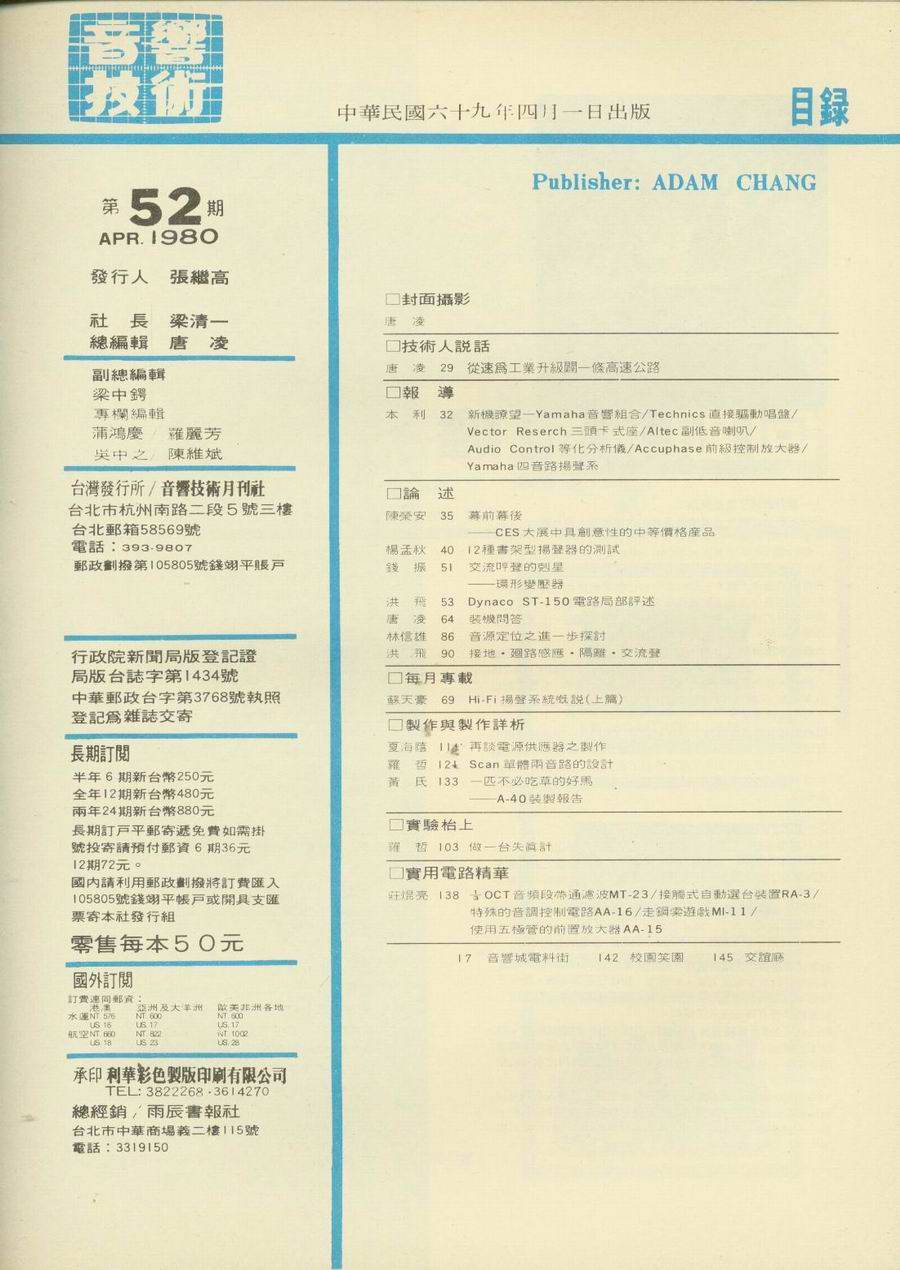 音響
技術
中華民國六十九年四月一日出版
目録
第52期
APR. 1980
發行人 張繼高
社 長 梁清一
總編輯 唐 凌
副總編輯
梁中鍔
專欄編輯
蒲鴻慶 / 羅麗芳
吳中之 / 陳維斌
台灣發行所 / 音響技術月刊社
台北市杭州南路二段5號三樓
台北郵箱58569號
電話：393-9807
郵政劃撥第105805號錢翊平賬戶
行政院新聞局版登記證
局版台誌字第1434號
中華郵政台字第3768號執照
登記爲雜誌交寄
長期訂閱
半年 6 期新台幣250元
全年12期新台幣480元
兩年24期新台幣880元
長期訂戸平郵寄遞免費如需掛
號投寄請預付郵資 6 期36元
12期72元。
國內請利用郵政劃撥將訂費匯入
105805號錢翊平帳戸或開具支匯
票寄本社發行組
零售每本50元
國外訂閱
訂費連同郵資：
港澳 亞洲及大洋洲 歐美非洲各地
水運NT. 576 NT. 600 NT. 600
US. 16 US. 17 US. 17
航空NT. 660 NT. 822 NT. 1002
US. 18 US. 23 US. 28
承印 利華彩色製版印刷有限公司
TEL: 3822268・3614270
總經銷 / 雨辰書報社
台北市中華商場義二樓115號
電話：3319150
Publisher: ADAM CHANG
□封面攝影
唐 凌
□技術人説話
唐 凌 29 從速爲工業升級闢一條高速公路
□報 導
本 利 32 新機瞭望—Yamaha音響組合/Technics直接驅動唱盤/
Vector Reserch三頭卡式座/Altec副低音喇叭/
Audio Control等化分析儀/Accuphase前級控制放大器/
Yamaha四音路揚聲系
□論 述
陳榮安 35 幕前幕後
——CES大展中具創意性的中等價格產品
楊孟秋 40 12種書架型揚聲器的測試
錢 振 51 交流哼聲的剋星
——環形變壓器
洪 飛 53 Dynaco ST-150電路局部評述
唐 凌 64 裝機問答
林信雄 86 音源定位之進一步探討
洪 飛 90 接地・廻路感應・隔離・交流聲
□每月專載
蘇天豪 69 Hi-Fi揚聲系統概説(上篇)
□製作與製作詳析
夏海 114 再談電源供應器之製作
羅 哲 124 Scan單體兩音路的設計
黃 氏 133 一匹不必吃草的好馬
——A-40裝製報告
□實驗枱上
羅 哲 103 做一台失眞計
□實用電路精華
莊焜亮 138 ⅓OCT音頻段帶通濾波MT-23/接觸式自動選台裝置RA-3/
特殊的音調控制電路AA-16/走鋼索遊戲MI-11/
使用五極管的前置放大器AA-15
17 音響城電料街 142 校園笑園 145 交誼廳